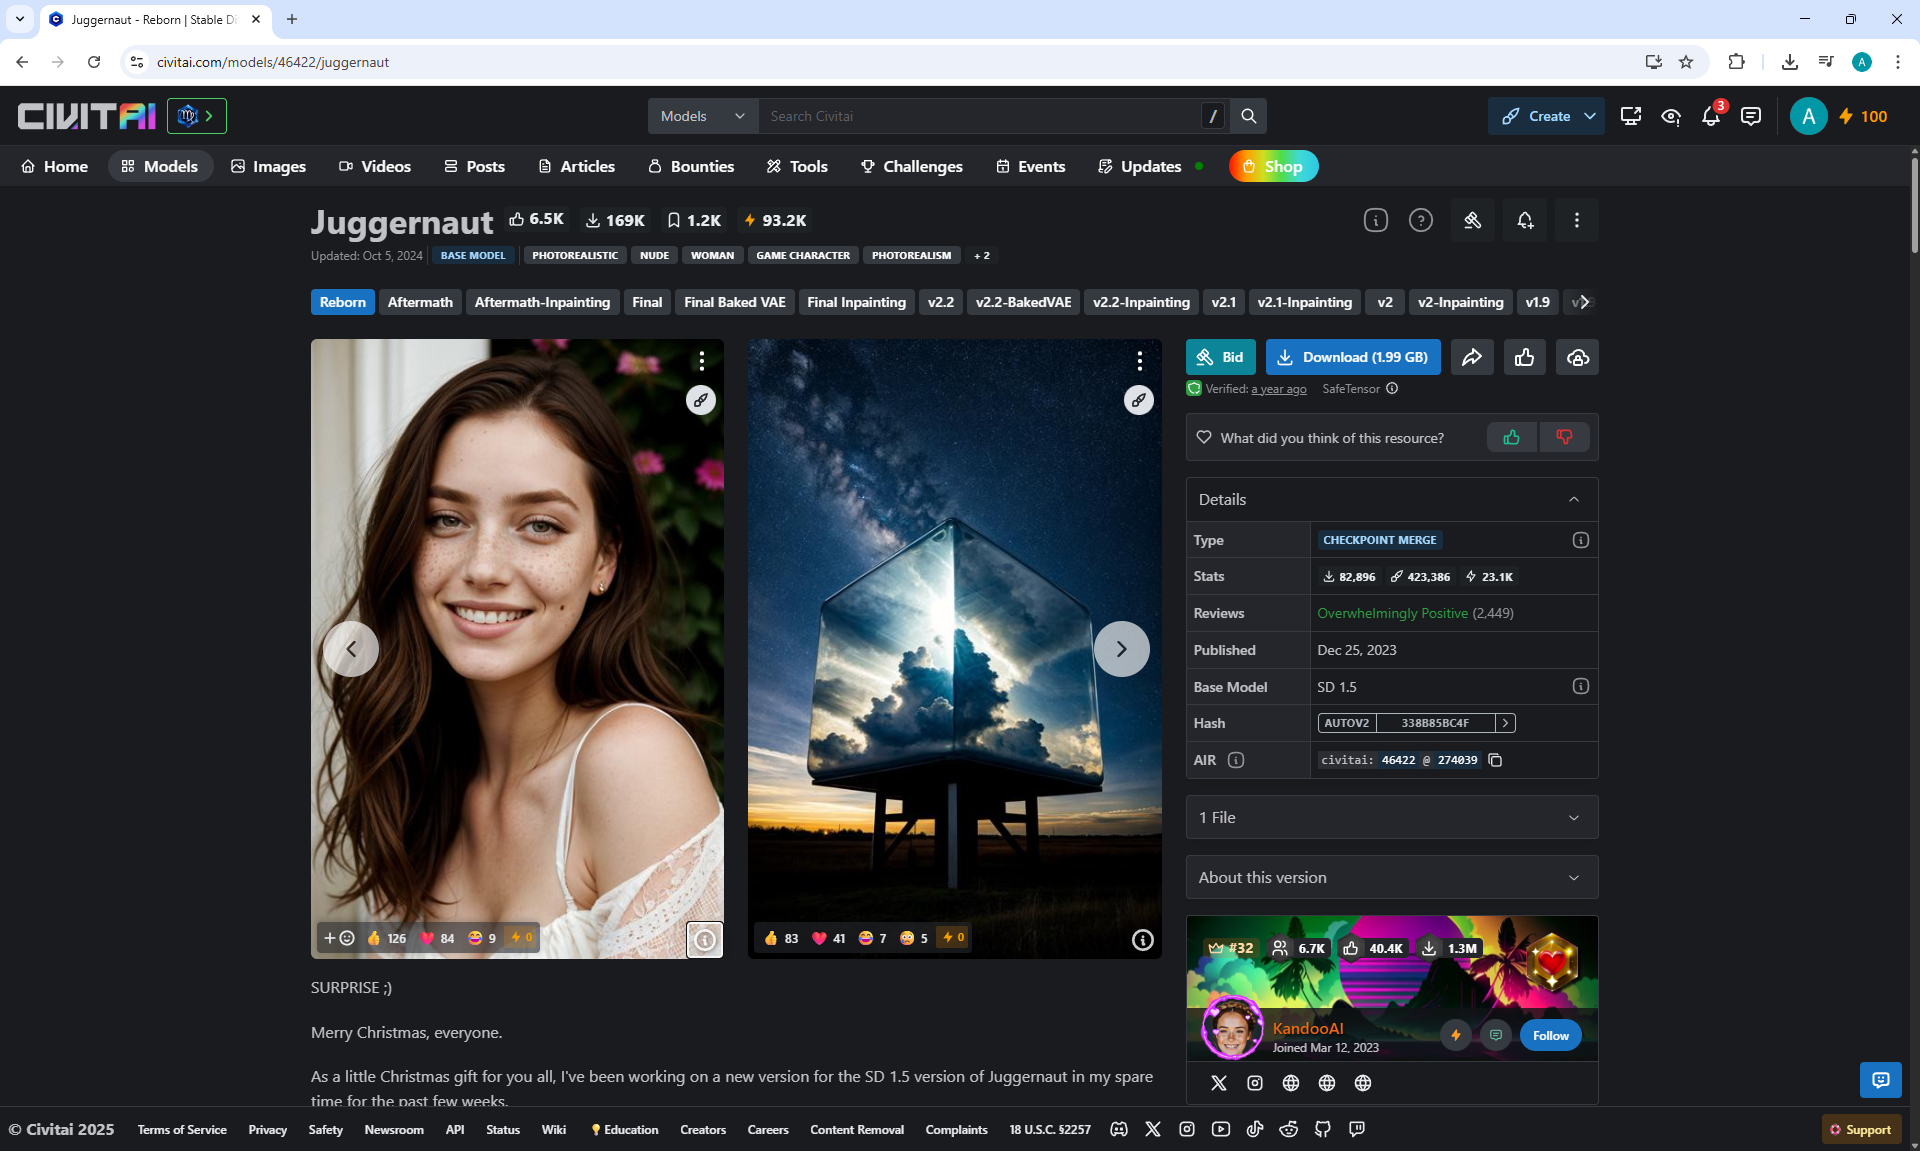 Juggernaut - Reborn | Stable Di
civitai.com/models/46422/juggernaut
A
CIVITAI
Models
Search Civitai
/
Create
3
A
100
Home
Models
Images
Videos
Posts
Articles
Bounties
Tools
Challenges
Events
Updates
Shop
Juggernaut 6.5K 169K 1.2K 93.2K
Updated: Oct 5, 2024 BASE MODEL PHOTOREALISTIC NUDE WOMAN GAME CHARACTER PHOTOREALISM + 2
Reborn Aftermath Aftermath-Inpainting Final Final Baked VAE Final Inpainting v2.2 v2.2-BakedVAE v2.2-Inpainting v2.1 v2.1-Inpainting v2 v2-Inpainting v1.9
Bid
Download (1.99 GB)
Verified: a year ago SafeTensor
What did you think of this resource?
Details
Type CHECKPOINT MERGE
Stats 82,896 423,386 23.1K
Reviews Overwhelmingly Positive (2,449)
Published Dec 25, 2023
Base Model SD 1.5
Hash AUTOV2 338B85BC4F
AIR civitai: 46422 @ 274039
1 File
About this version
126 84 9 0
83 41 7 5 0
#32 6.7K 40.4K 1.3M
KandooAI
Joined Mar 12, 2023
Follow
SURPRISE ;)
Merry Christmas, everyone.
As a little Christmas gift for you all, I've been working on a new version for the SD 1.5 version of Juggernaut in my spare
time for the past few weeks.
© Civitai 2025 Terms of Service Privacy Safety Newsroom API Status Wiki Education Creators Careers Content Removal Complaints 18 U.S.C. §2257
Support